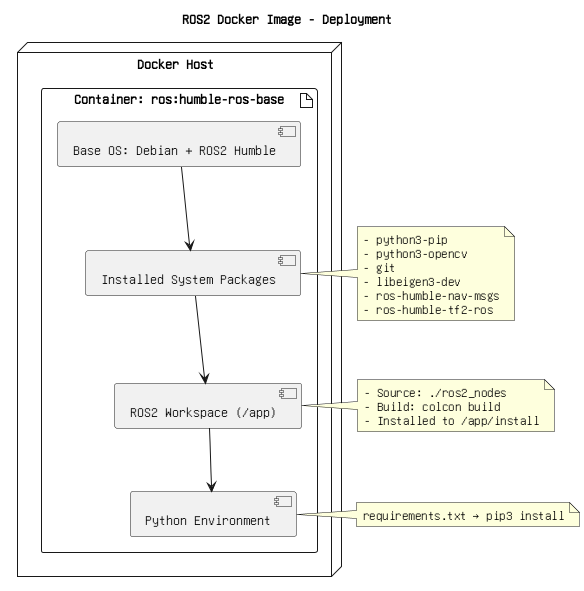 ROS2 Docker Image - Deployment
Docker Host
Container: ros:humble-ros-base
Base OS: Debian + ROS2 Humble
Installed System Packages
- python3-pip
- python3-opencv
- git
- libeigen3-dev
- ros-humble-nav-msgs
- ros-humble-tf2-ros
ROS2 Workspace (/app)
- Source: ./ros2_nodes
- Build: colcon build
- Installed to /app/install
Python Environment
requirements.txt → pip3 install